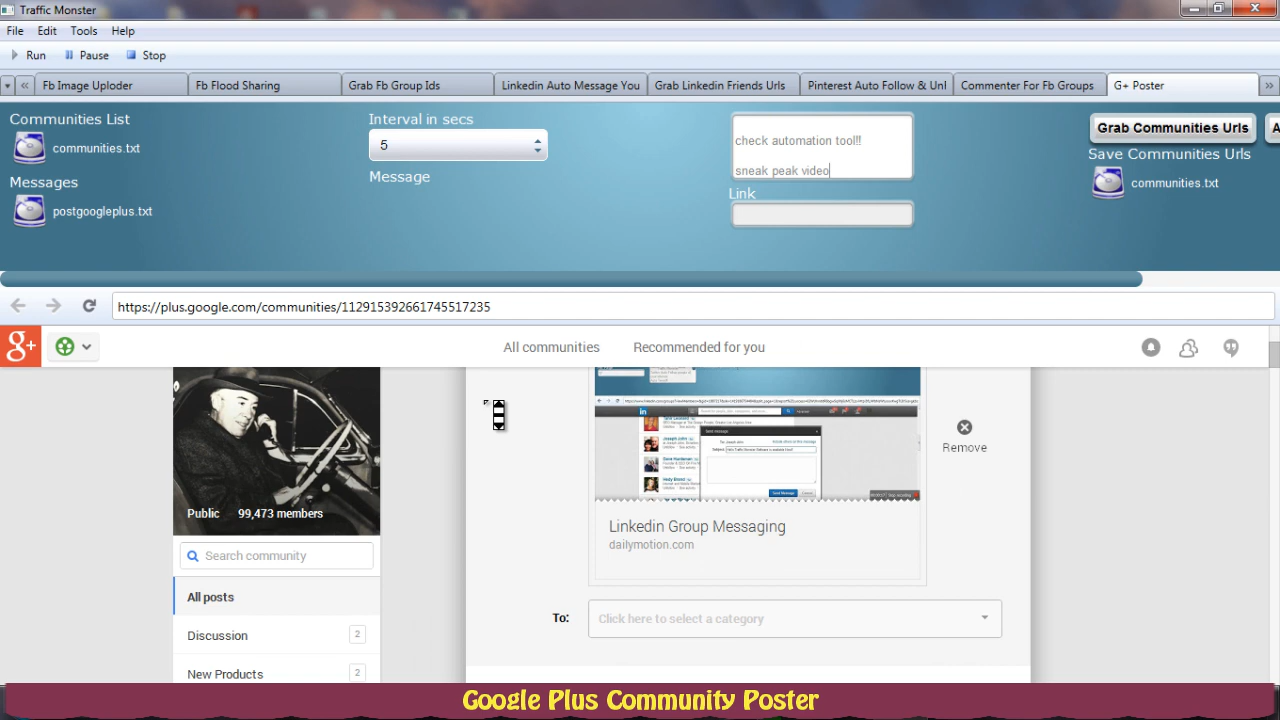 Traffic Monster
File Edit Tools Help
Run Pause Stop
Fb Image Uploder Fb Flood Sharing Grab Fb Group Ids Linkedin Auto Message You Grab Linkedin Friends Urls Pinterest Auto Follow & Unf Commenter For Fb Groups G+ Poster
Communities List
communities.txt
Messages
postgoogleplus.txt
Interval in secs
5
Message
check automation tool!!
sneak peak video
Link
Grab Communities Urls
Save Communities Urls
communities.txt
https://plus.google.com/communities/112915392661745517235
g+ All communities Recommended for you
Public 99,473 members
Search community
All posts
Discussion 2
New Products 2
Send message
Send Message
Remove
Linkedin Group Messaging
dailymotion.com
To: Click here to select a category
Google Plus Community Poster